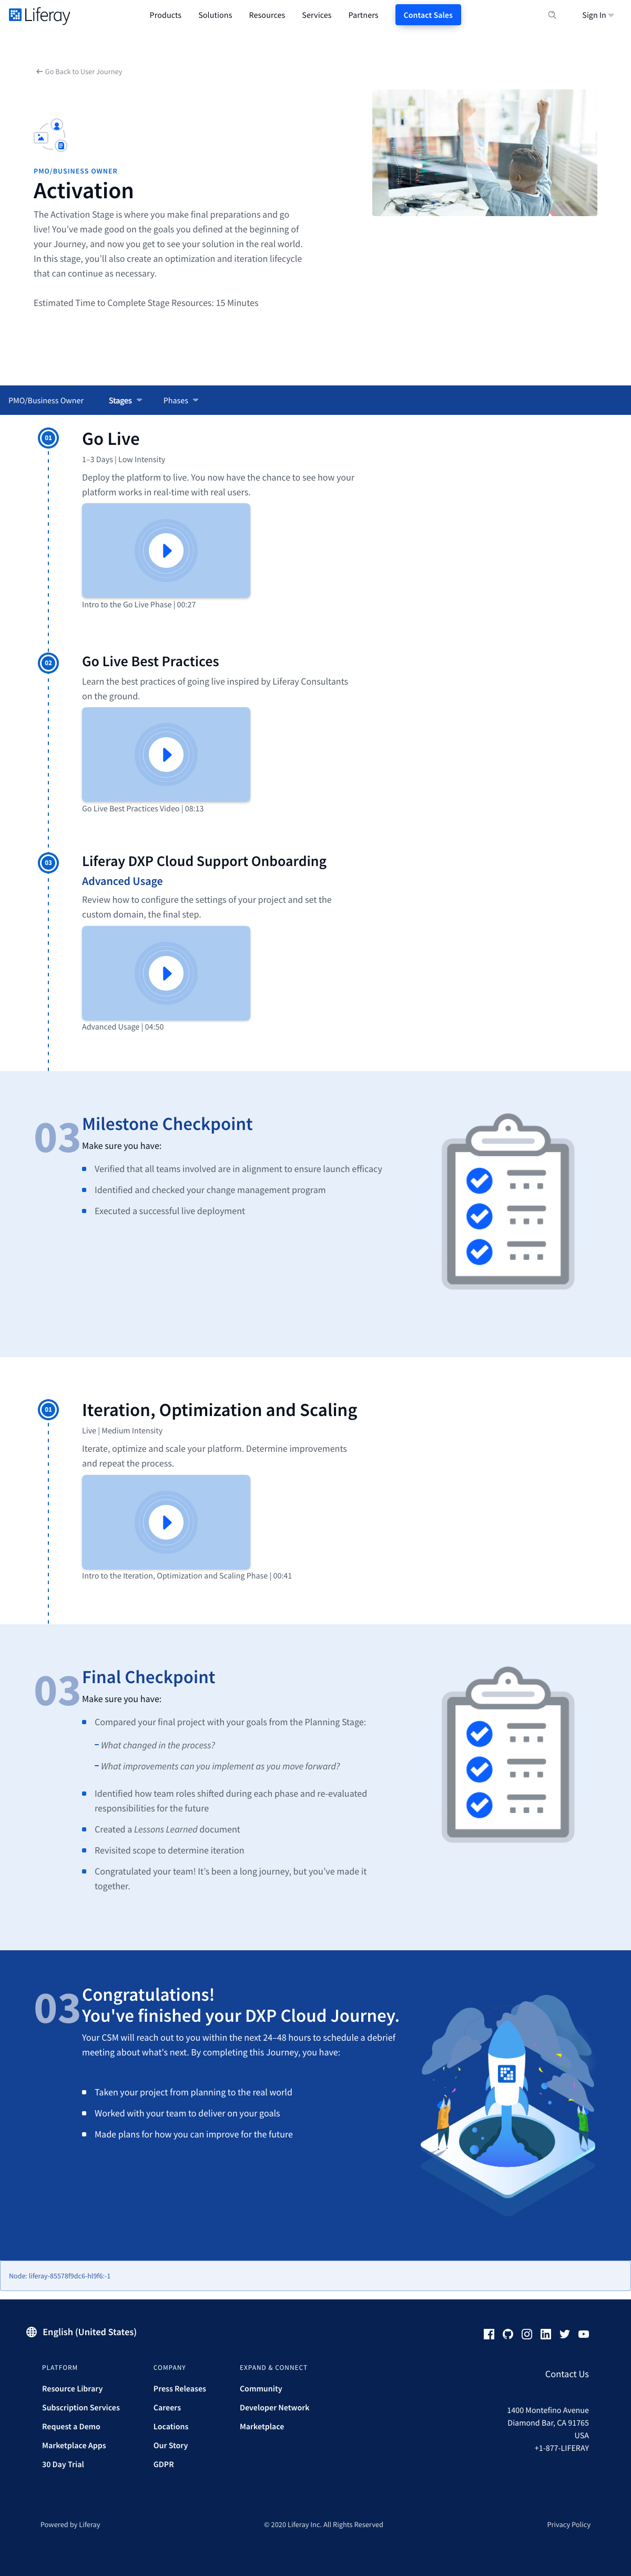 Liferay
Products Solutions Resources Services Partners Contact Sales Sign In
Go Back to User Journey
PMO/BUSINESS OWNER
Activation
The Activation Stage is where you make final preparations and go
live! You've made good on the goals you defined at the beginning of
your Journey, and now you get to see your solution in the real world.
In this stage, you'll also create an optimization and iteration lifecycle
that can continue as necessary.
Estimated Time to Complete Stage Resources: 15 Minutes
PMO/Business Owner Stages Phases
01
Go Live
1–3 Days | Low Intensity
Deploy the platform to live. You now have the chance to see how your
platform works in real-time with real users.
Intro to the Go Live Phase | 00:27
02
Go Live Best Practices
Learn the best practices of going live inspired by Liferay Consultants
on the ground.
Go Live Best Practices Video | 08:13
03
Liferay DXP Cloud Support Onboarding
Advanced Usage
Review how to configure the settings of your project and set the
custom domain, the final step.
Advanced Usage | 04:50
03
Milestone Checkpoint
Make sure you have:
Verified that all teams involved are in alignment to ensure launch efficacy
Identified and checked your change management program
Executed a successful live deployment
01
Iteration, Optimization and Scaling
Live | Medium Intensity
Iterate, optimize and scale your platform. Determine improvements
and repeat the process.
Intro to the Iteration, Optimization and Scaling Phase | 00:41
03
Final Checkpoint
Make sure you have:
Compared your final project with your goals from the Planning Stage:
– What changed in the process?
– What improvements can you implement as you move forward?
Identified how team roles shifted during each phase and re-evaluated
responsibilities for the future
Created a Lessons Learned document
Revisited scope to determine iteration
Congratulated your team! It's been a long journey, but you've made it
together.
03
Congratulations!
You've finished your DXP Cloud Journey.
Your CSM will reach out to you within the next 24–48 hours to schedule a debrief
meeting about what's next. By completing this Journey, you have:
Taken your project from planning to the real world
Worked with your team to deliver on your goals
Made plans for how you can improve for the future
Node: liferay-85578f9dc6-hl9f6:-1
English (United States)
PLATFORM
Resource Library
Subscription Services
Request a Demo
Marketplace Apps
30 Day Trial
COMPANY
Press Releases
Careers
Locations
Our Story
GDPR
EXPAND & CONNECT
Community
Developer Network
Marketplace
Contact Us
1400 Montefino Avenue
Diamond Bar, CA 91765
USA
+1-877-LIFERAY
Powered by Liferay
© 2020 Liferay Inc. All Rights Reserved
Privacy Policy